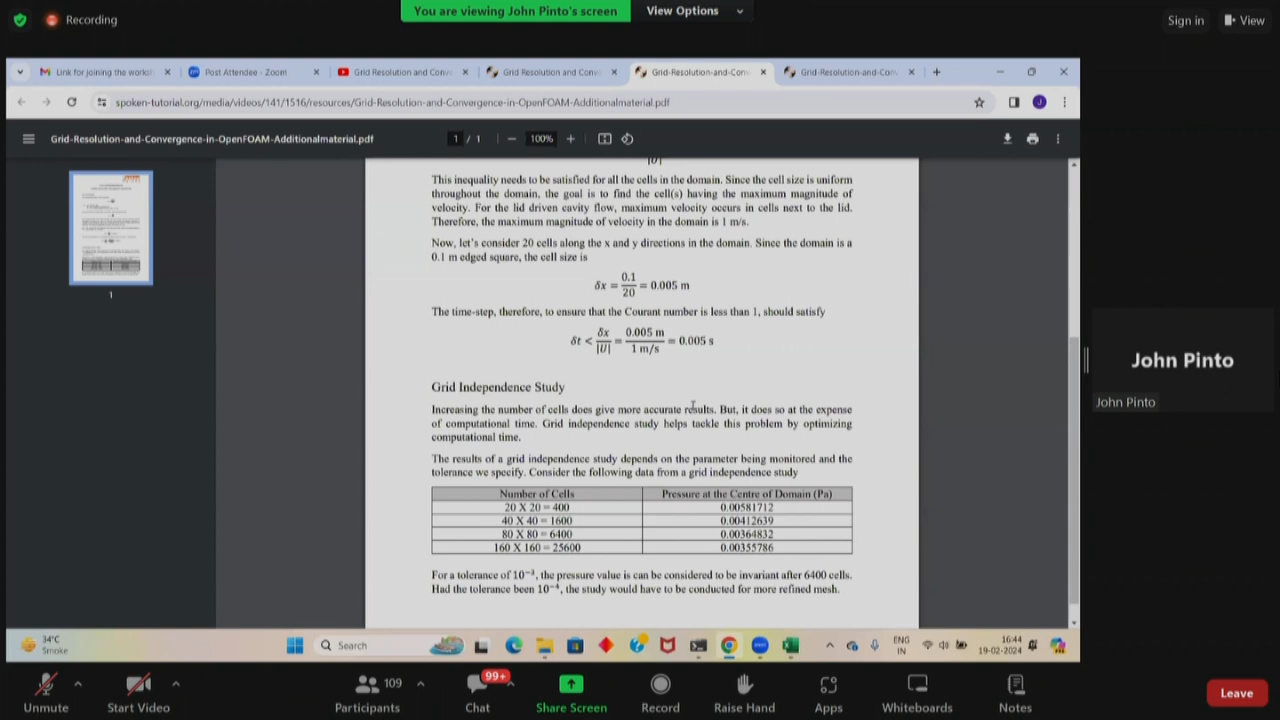 You are viewing John Pinto's screen View Options
Recording
Sign in View
Link for joining the works
Post Attendee - Zoom
Grid Resolution and Conv
Grid Resolution and Conv
Grid-Resolution-and-Con
Grid-Resolution-and-Con
spoken-tutorial.org/media/videos/141/1516/resources/Grid-Resolution-and-Convergence-in-OpenFOAM-Additionalmaterial.pdf
Grid-Resolution-and-Convergence-in-OpenFOAM-Additionalmaterial.pdf 1 / 1 100%
|U|
This inequality needs to be satisfied for all the cells in the domain. Since the cell size is uniform
throughout the domain, the goal is to find the cell(s) having the maximum magnitude of
velocity. For the lid driven cavity flow, maximum velocity occurs in cells next to the lid.
Therefore, the maximum magnitude of velocity in the domain is 1 m/s.
Now, let's consider 20 cells along the x and y directions in the domain. Since the domain is a
0.1 m edged square, the cell size is
δx = 0.1 / 20 = 0.005 m
The time-step, therefore, to ensure that the Courant number is less than 1, should satisfy
δt < δx / |U| = 0.005 m / 1 m/s = 0.005 s
Grid Independence Study
Increasing the number of cells does give more accurate results. But, it does so at the expense
of computational time. Grid independence study helps tackle this problem by optimizing
computational time.
The results of a grid independence study depends on the parameter being monitored and the
tolerance we specify. Consider the following data from a grid independence study
Number of Cells Pressure at the Centre of Domain (Pa)
20 X 20 = 400 0.00581712
40 X 40 = 1600 0.00412639
80 X 80 = 6400 0.00364832
160 X 160 = 25600 0.00355786
For a tolerance of 10⁻³, the pressure value is can be considered to be invariant after 6400 cells.
Had the tolerance been 10⁻⁴, the study would have to be conducted for more refined mesh.
1
John Pinto
John Pinto
34°C
Smoke
Search
ENG
IN
16:44
19-02-2024
Unmute
Start Video
109
Participants
99+
Chat
Share Screen
Record
Raise Hand
Apps
Whiteboards
Notes
Leave